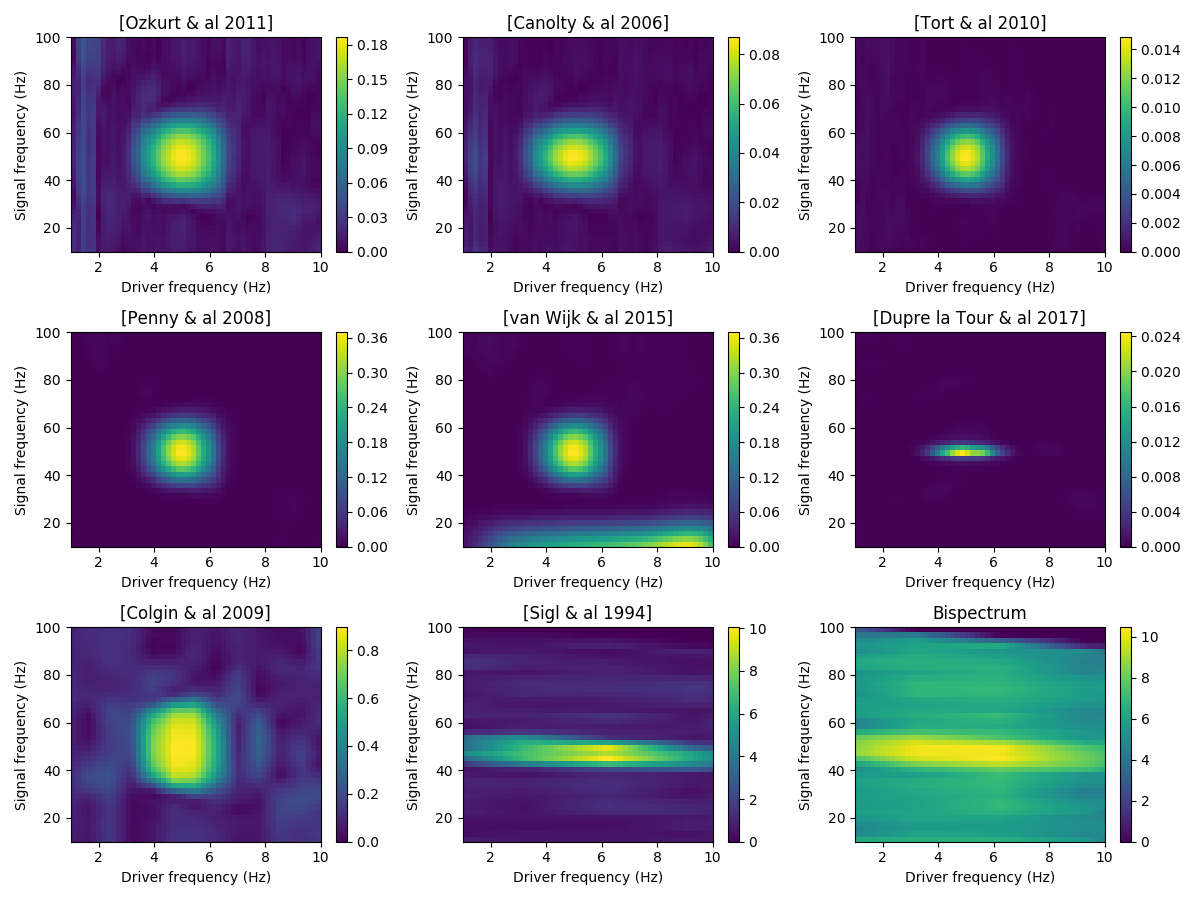 [Ozkurt & al 2011]
[Canolty & al 2006]
[Tort & al 2010]
Signal frequency (Hz)
100
80
60
40
20
2 4 6 8 10
Driver frequency (Hz)
0.18
0.15
0.12
0.09
0.06
0.03
0.00
Signal frequency (Hz)
100
80
60
40
20
2 4 6 8 10
Driver frequency (Hz)
0.08
0.06
0.04
0.02
0.00
Signal frequency (Hz)
100
80
60
40
20
2 4 6 8 10
Driver frequency (Hz)
0.014
0.012
0.010
0.008
0.006
0.004
0.002
0.000
[Penny & al 2008]
[van Wijk & al 2015]
[Dupre la Tour & al 2017]
Signal frequency (Hz)
100
80
60
40
20
2 4 6 8 10
Driver frequency (Hz)
0.36
0.30
0.24
0.18
0.12
0.06
0.00
Signal frequency (Hz)
100
80
60
40
20
2 4 6 8 10
Driver frequency (Hz)
0.36
0.30
0.24
0.18
0.12
0.06
0.00
Signal frequency (Hz)
100
80
60
40
20
2 4 6 8 10
Driver frequency (Hz)
0.024
0.020
0.016
0.012
0.008
0.004
0.000
[Colgin & al 2009]
[Sigl & al 1994]
Bispectrum
Signal frequency (Hz)
100
80
60
40
20
2 4 6 8 10
Driver frequency (Hz)
0.8
0.6
0.4
0.2
0.0
Signal frequency (Hz)
100
80
60
40
20
2 4 6 8 10
Driver frequency (Hz)
10
8
6
4
2
0
Signal frequency (Hz)
100
80
60
40
20
2 4 6 8 10
Driver frequency (Hz)
10
8
6
4
2
0